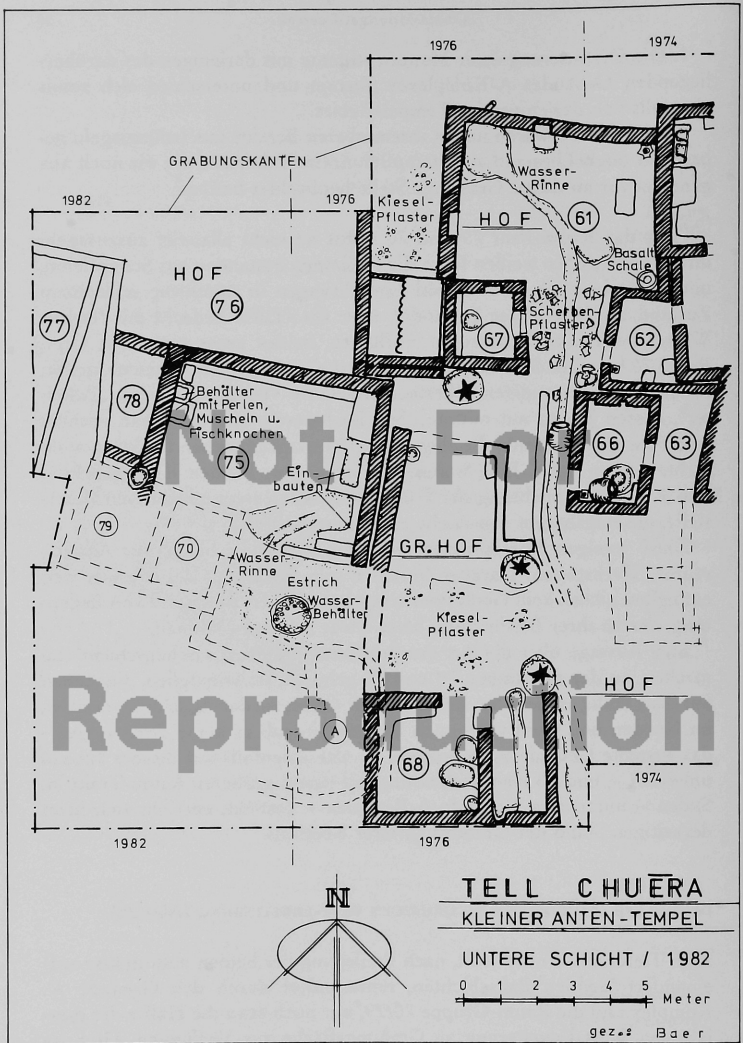 1976
1974
GRABUNGSKANTEN
1982
1976
Kiesel-
Pflaster
Wasser-
Rinne
HOF
61
HOF
76
Basalt
Schale
77
67
Scherben-
Pflaster
62
78
Behälter
mit Perlen,
Muscheln u.
Fischknochen
75
66
63
Ein-
bauten
79
70
GR. HOF
Wasser-
Rinne
Estrich
Wasser-
Behälter
Kiesel-
Pflaster
HOF
A
68
1974
1982
1976
Not For
Reproduction
N
TELL CHUĒRA
KLEINER ANTEN-TEMPEL
UNTERE SCHICHT / 1982
0 1 2 3 4 5 Meter
gez.: Baer